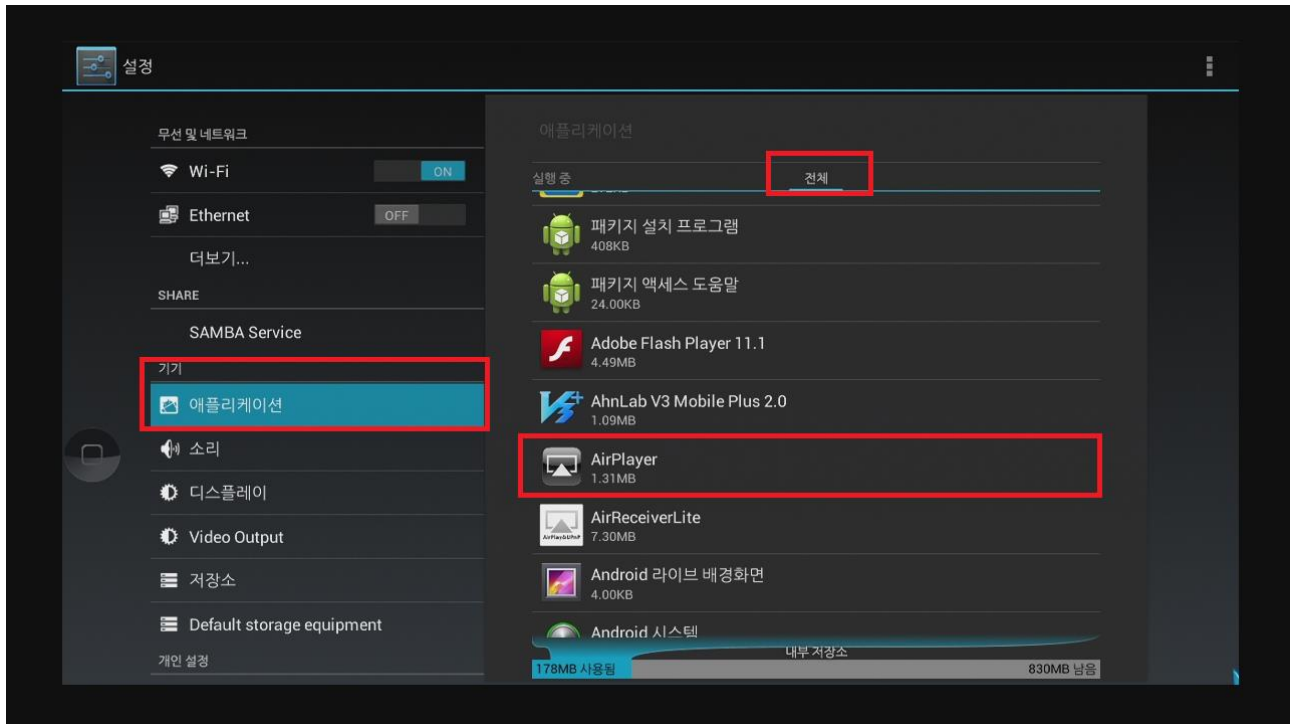 설정
무선 및 네트워크
Wi-Fi
ON
Ethernet
OFF
더보기...
SHARE
SAMBA Service
기기
애플리케이션
소리
디스플레이
Video Output
저장소
Default storage equipment
개인 설정
애플리케이션
실행 중
전체
패키지 설치 프로그램
408KB
패키지 액세스 도움말
24.00KB
Adobe Flash Player 11.1
4.49MB
AhnLab V3 Mobile Plus 2.0
1.09MB
AirPlayer
1.31MB
AirReceiverLite
7.30MB
Android 라이브 배경화면
4.00KB
Android 시스템
내부 저장소
178MB 사용됨
830MB 남음